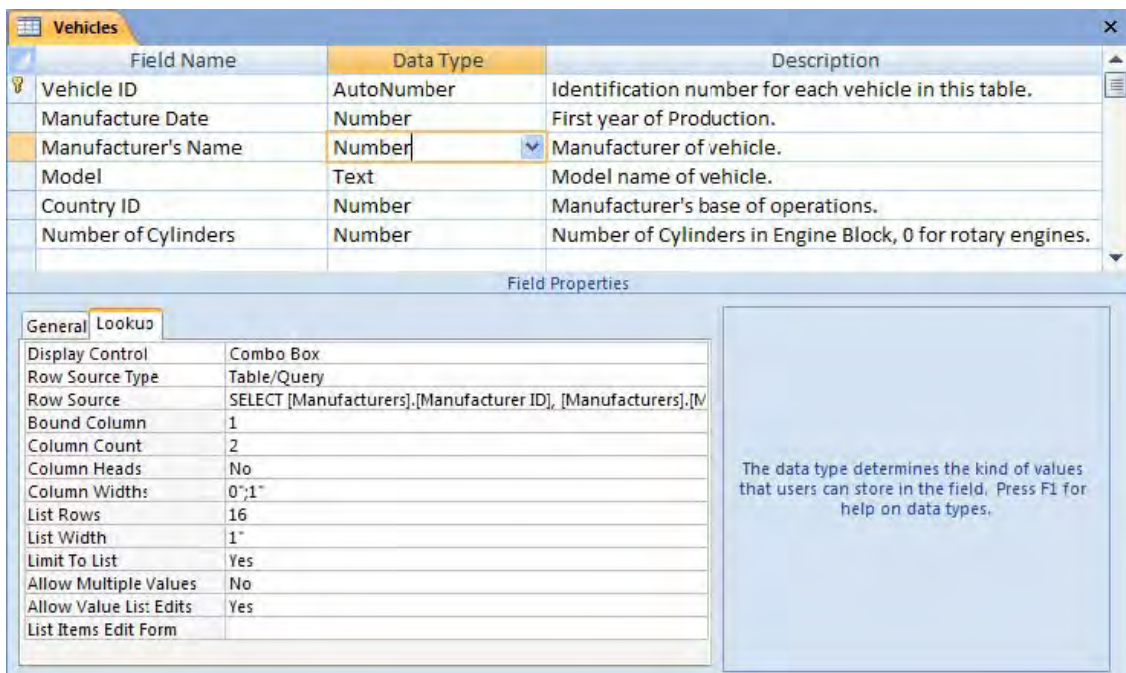 Vehicles
Field Name Data Type Description
Vehicle ID AutoNumber Identification number for each vehicle in this table.
Manufacture Date Number First year of Production.
Manufacturer's Name Number Manufacturer of vehicle.
Model Text Model name of vehicle.
Country ID Number Manufacturer's base of operations.
Number of Cylinders Number Number of Cylinders in Engine Block, 0 for rotary engines.
Field Properties
General Lookup
Display Control Combo Box
Row Source Type Table/Query
Row Source SELECT [Manufacturers].[Manufacturer ID], [Manufacturers].[M
Bound Column 1
Column Count 2
Column Heads No
Column Widths 0";1"
List Rows 16
List Width 1"
Limit To List Yes
Allow Multiple Values No
Allow Value List Edits Yes
List Items Edit Form
The data type determines the kind of values
that users can store in the field. Press F1 for
help on data types.